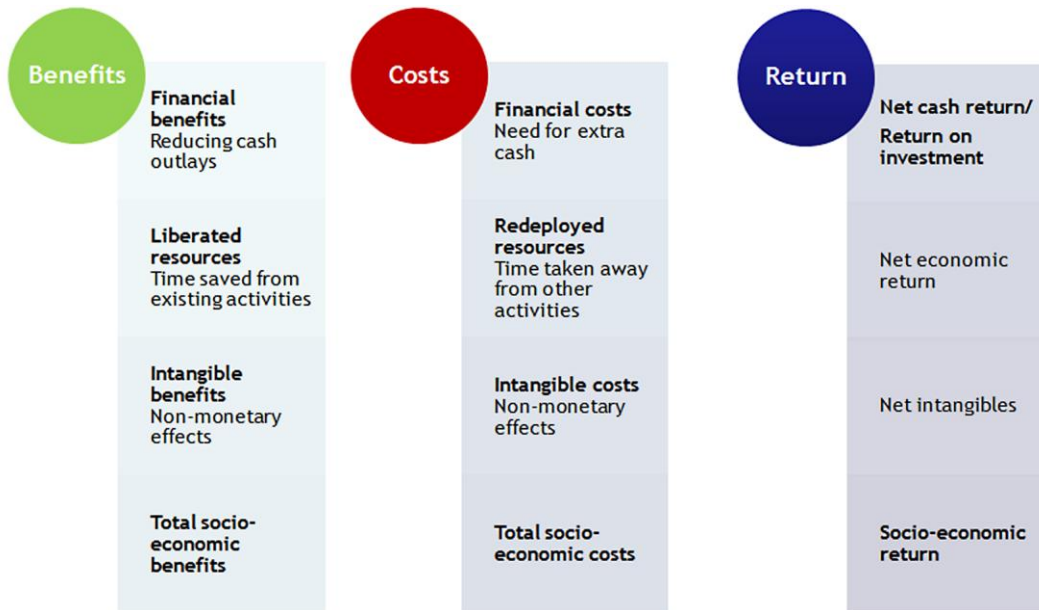 Benefits
Financial
benefits
Reducing cash
outlays
Liberated
resources
Time saved from
existing activities
Intangible
benefits
Non-monetary
effects
Total socio-
economic
benefits
Costs
Financial costs
Need for extra
cash
Redeployed
resources
Time taken away
from other
activities
Intangible costs
Non-monetary
effects
Total socio-
economic costs
Return
Net cash return/
Return on
investment
Net economic
return
Net intangibles
Socio-economic
return